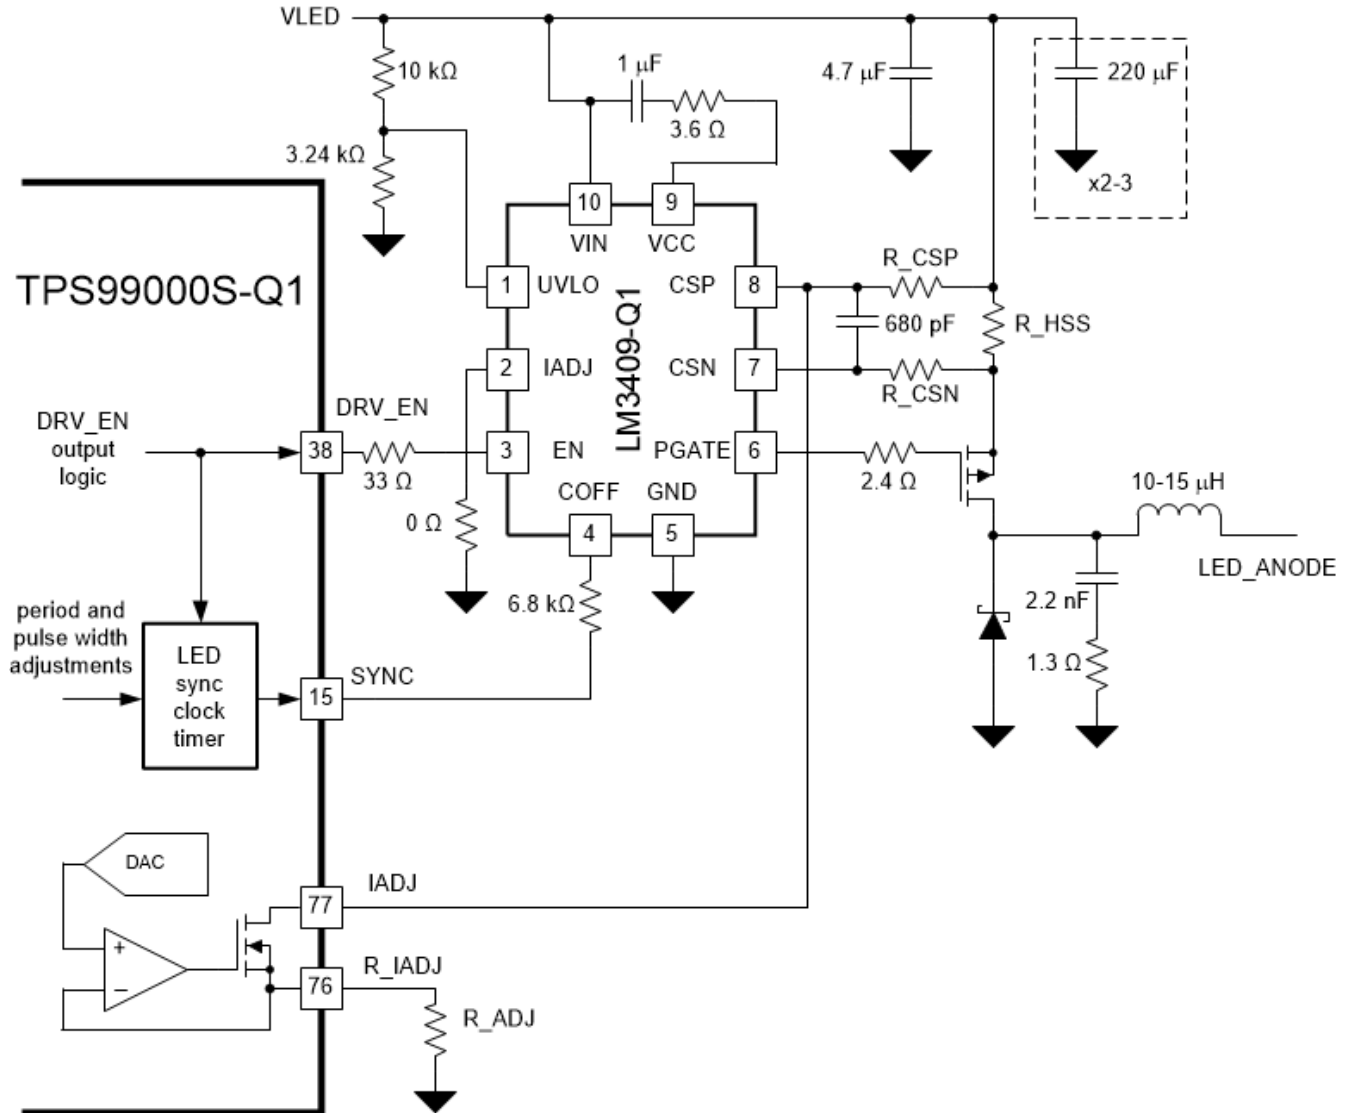 VLED
10 kΩ
3.24 kΩ
1 μF
3.6 Ω
4.7 μF
220 μF
x2-3
TPS99000S-Q1
10
VIN
9
VCC
1
UVLO
2
IADJ
3
EN
4
COFF
5
GND
6
PGATE
7
CSN
8
CSP
LM3409-Q1
R_CSP
680 pF
R_HSS
R_CSN
2.4 Ω
10-15 μH
LED_ANODE
2.2 nF
1.3 Ω
DRV_EN
output
logic
38
DRV_EN
33 Ω
0 Ω
6.8 kΩ
period and
pulse width
adjustments
LED
sync
clock
timer
15
SYNC
DAC
+
−
77
IADJ
76
R_IADJ
R_ADJ